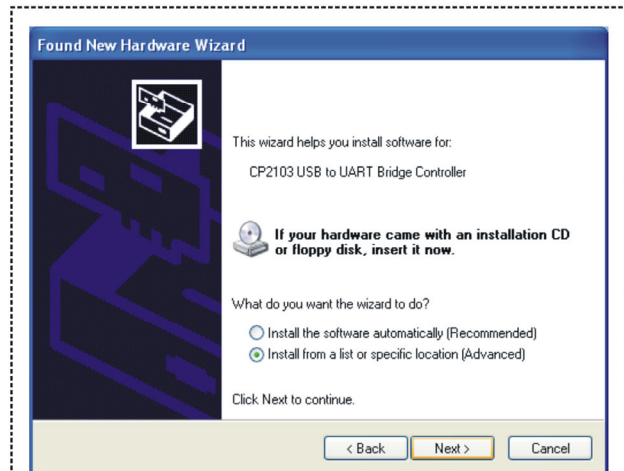 Found New Hardware Wizard
This wizard helps you install software for:
CP2103 USB to UART Bridge Controller
If your hardware came with an installation CD
or floppy disk, insert it now.
What do you want the wizard to do?
Install the software automatically (Recommended)
Install from a list or specific location (Advanced)
Click Next to continue.
< Back Next > Cancel